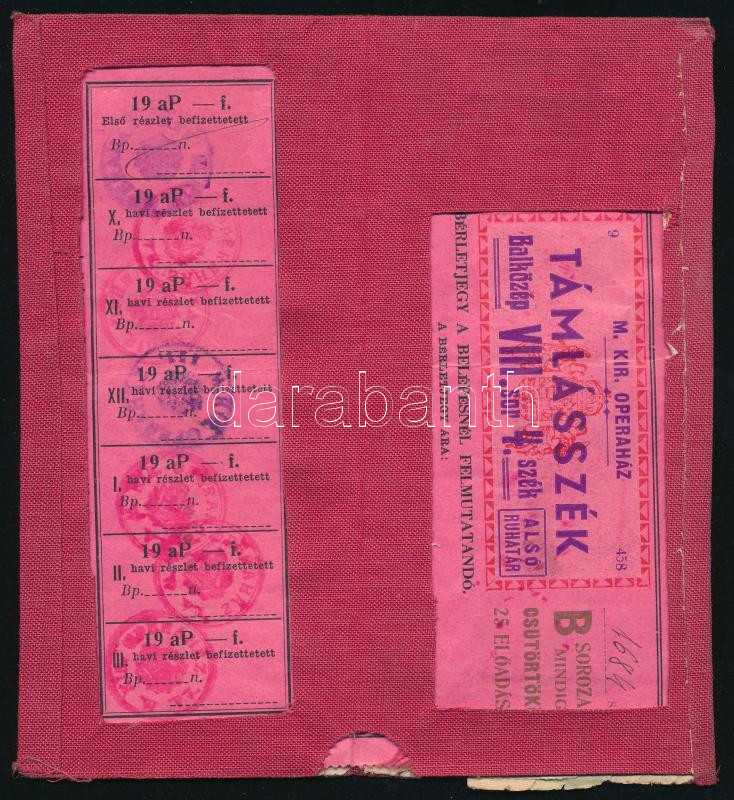 19 aP — f.
Első részlet befizettetett
Bp. n.
19 aP — f.
X. havi részlet befizettetett
Bp. n.
19 aP — f.
XI. havi részlet befizettetett
Bp. n.
19 aP — f.
XII. havi részlet befizettetett
Bp. n.
19 aP — f.
I. havi részlet befizettetett
Bp. n.
19 aP — f.
II. havi részlet befizettetett
Bp. n.
19 aP — f.
III. havi részlet befizettetett
Bp. n.
9 M. KIR. OPERAHÁZ 458
TÁMLÁSSZÉK
Balközép VIII sor 4. szék
ALSÓ
RUHATÁR
BÉRLETJEGY A BELÉPÉSNÉL FELMUTATANDÓ.
A BÉRLETJEGY ÁRA:
1684
B SOROZA
MINDIG
CSÜTÖRTÖK
25 ELŐADÁS
darabanth